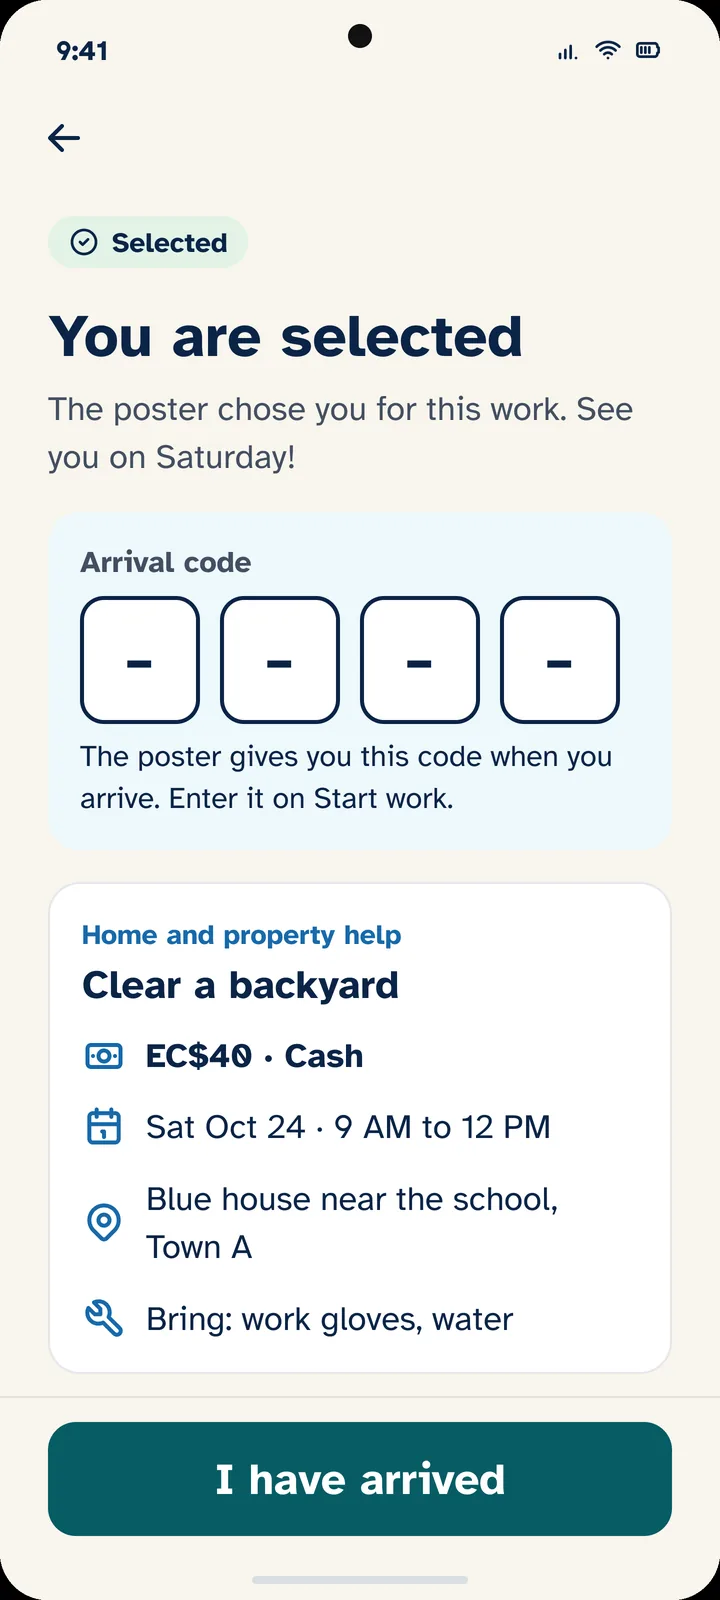 9:41
Selected
You are selected
The poster chose you for this work. See
you on Saturday!
Arrival code
– – – –
The poster gives you this code when you
arrive. Enter it on Start work.
Home and property help
Clear a backyard
EC$40 · Cash
Sat Oct 24 · 9 AM to 12 PM
Blue house near the school,
Town A
Bring: work gloves, water
I have arrived